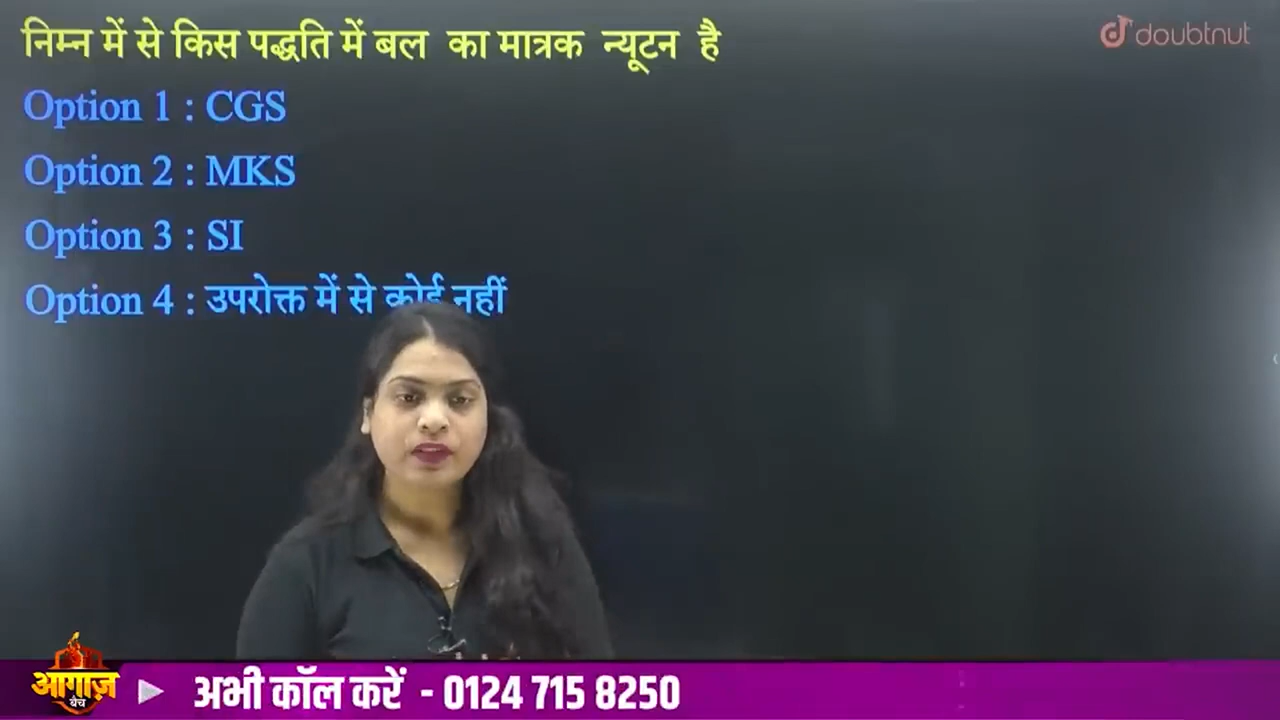 निम्न में से किस पद्धति में बल का मात्रक न्यूटन है
doubtnut
Option 1 : CGS
Option 2 : MKS
Option 3 : SI
Option 4 : उपरोक्त में से कोई नहीं
आगाज़
बैच
अभी कॉल करें - 0124 715 8250